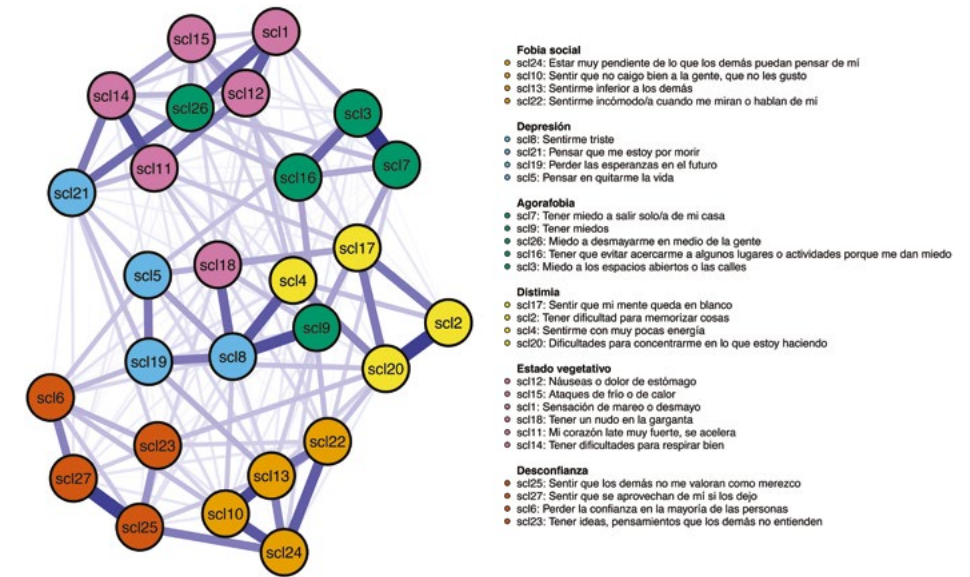 scl15
scl1
scl14
scl26
scl12
scl3
scl11
scl16
scl7
scl21
scl17
scl5
scl18
scl4
scl2
scl9
scl19
scl8
scl20
scl6
scl23
scl22
scl27
scl13
scl25
scl10
scl24
Fobia social
scl24: Estar muy pendiente de lo que los demás puedan pensar de mí
scl10: Sentir que no caigo bien a la gente, que no les gusto
scl13: Sentirme inferior a los demás
scl22: Sentirme incómodo/a cuando me miran o hablan de mí
Depresión
scl8: Sentirme triste
scl21: Pensar que me estoy por morir
scl19: Perder las esperanzas en el futuro
scl5: Pensar en quitarme la vida
Agorafobia
scl7: Tener miedo a salir solo/a de mi casa
scl9: Tener miedos
scl26: Miedo a desmayarme en medio de la gente
scl16: Tener que evitar acercarme a algunos lugares o actividades porque me dan miedo
scl3: Miedo a los espacios abiertos o las calles
Distimia
scl17: Sentir que mi mente queda en blanco
scl2: Tener dificultad para memorizar cosas
scl4: Sentirme con muy pocas energía
scl20: Dificultades para concentrarme en lo que estoy haciendo
Estado vegetativo
scl12: Náuseas o dolor de estómago
scl15: Ataques de frío o de calor
scl1: Sensación de mareo o desmayo
scl18: Tener un nudo en la garganta
scl11: Mi corazón late muy fuerte, se acelera
scl14: Tener dificultades para respirar bien
Desconfianza
scl25: Sentir que los demás no me valoran como merezco
scl27: Sentir que se aprovechan de mí si los dejo
scl6: Perder la confianza en la mayoría de las personas
scl23: Tener ideas, pensamientos que los demás no entienden